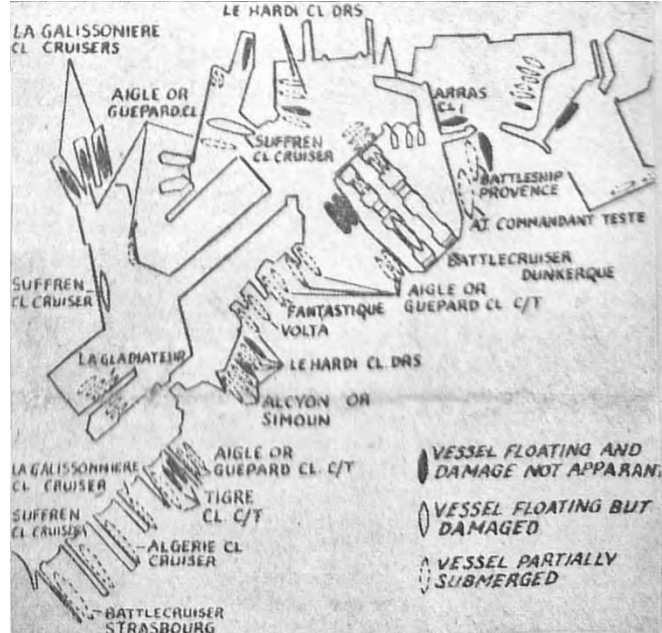 LE HARDI CL DRS
LA GALISSONIERE
CL CRUISERS
AIGLE OR
GUEPARD.CL
SUFFREN
CL CRUISER
ARRAS
CL
BATTLESHIP
PROVENCE
A.T. COMMANDANT TESTE
BATTLECRUISER
DUNKERQUE
SUFFREN
CL CRUISER
FANTASTIQUE
VOLTA
AIGLE OR
GUEPARD CL C/T
LA GLADIATEUR
LE HARDI CL. DRS
ALCYON OR
SIMOUN
LA GALISSONNIERE
CL CRUISER
AIGLE OR
GUEPARD CL. C/T
SUFFREN
CL CRUISER
TIGRE
CL. C/T
ALGERIE CL
CRUISER
BATTLECRUISER
STRASBOURG
VESSEL FLOATING AND
DAMAGE NOT APPARANT
VESSEL FLOATING BUT
DAMAGED
VESSEL PARTIALLY
SUBMERGED